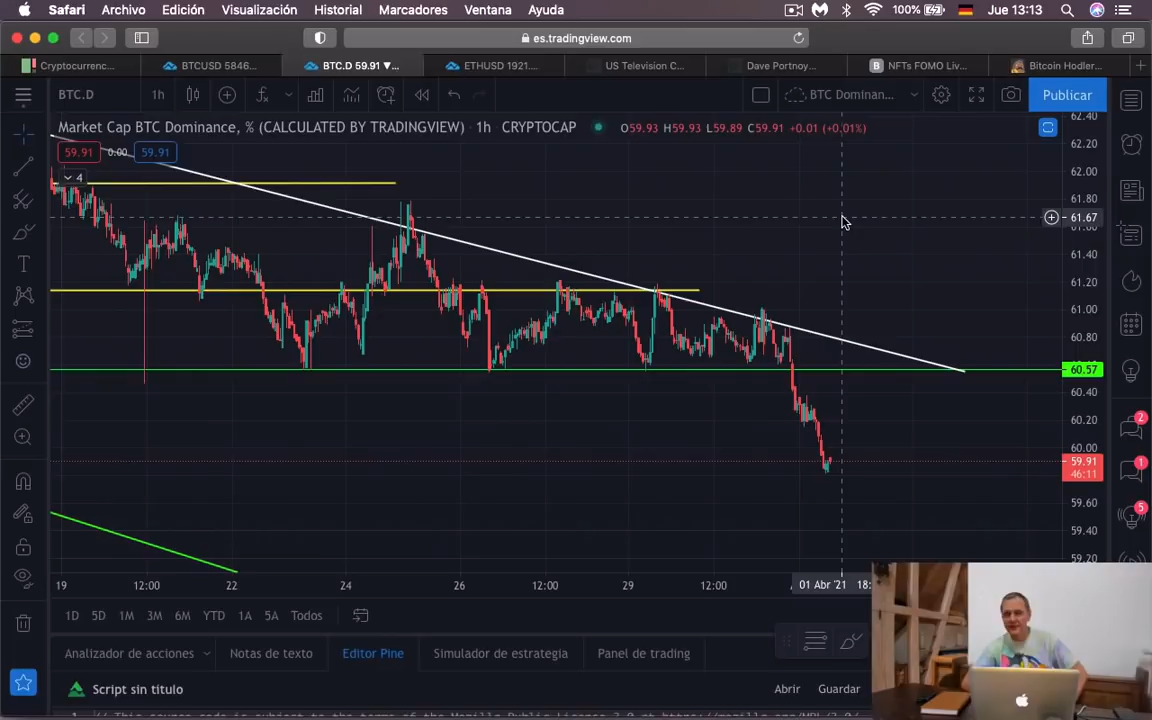 Safari Archivo Edición Visualización Historial Marcadores Ventana Ayuda 100% Jue 13:13
es.tradingview.com
Cryptocurrenc... BTCUSD 5846... BTC.D 59.91 ▼... ETHUSD 1921.... US Television C... Dave Portnoy... NFTs FOMO Liv... Bitcoin Hodler...
BTC.D 1h BTC Dominan... Publicar
Market Cap BTC Dominance, % (CALCULATED BY TRADINGVIEW) · 1h CRYPTOCAP O59.93 H59.93 L59.89 C59.91 +0.01 (+0.01%)
59.91 0.00 59.91
4
62.40
62.20
62.00
61.80
61.67
61.40
61.20
61.00
60.80
60.57
60.40
60.20
60.00
59.91
46:11
59.60
59.40
59.20
2
1
5
19 12:00 22 24 26 12:00 29 12:00 01 Abr '21 18:
1D 5D 1M 3M 6M YTD 1A 5A Todos
Analizador de acciones Notas de texto Editor Pine Simulador de estrategia Panel de trading
Script sin titulo Abrir Guardar